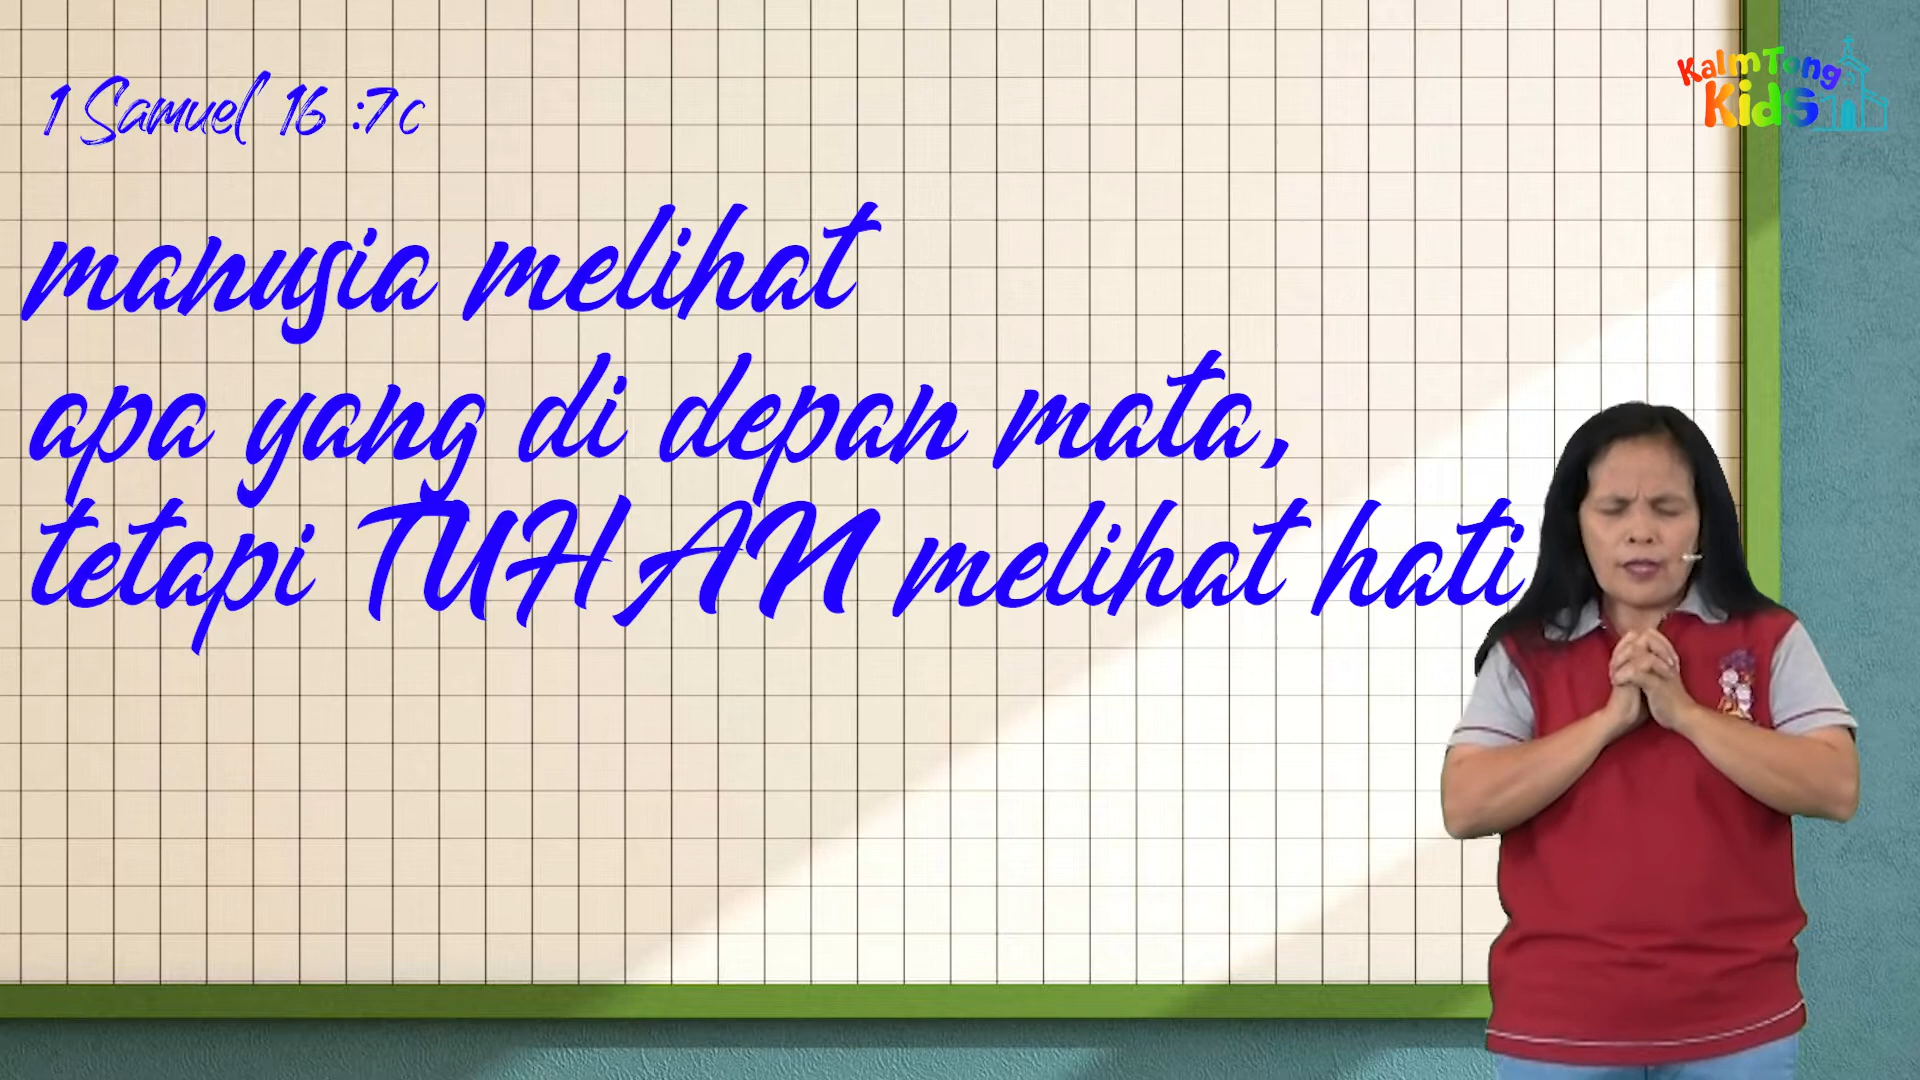 1 Samuel 16 :7c
manusia melihat
apa yang di depan mata,
tetapi TUHAN melihat hati
KalmTong
Kids